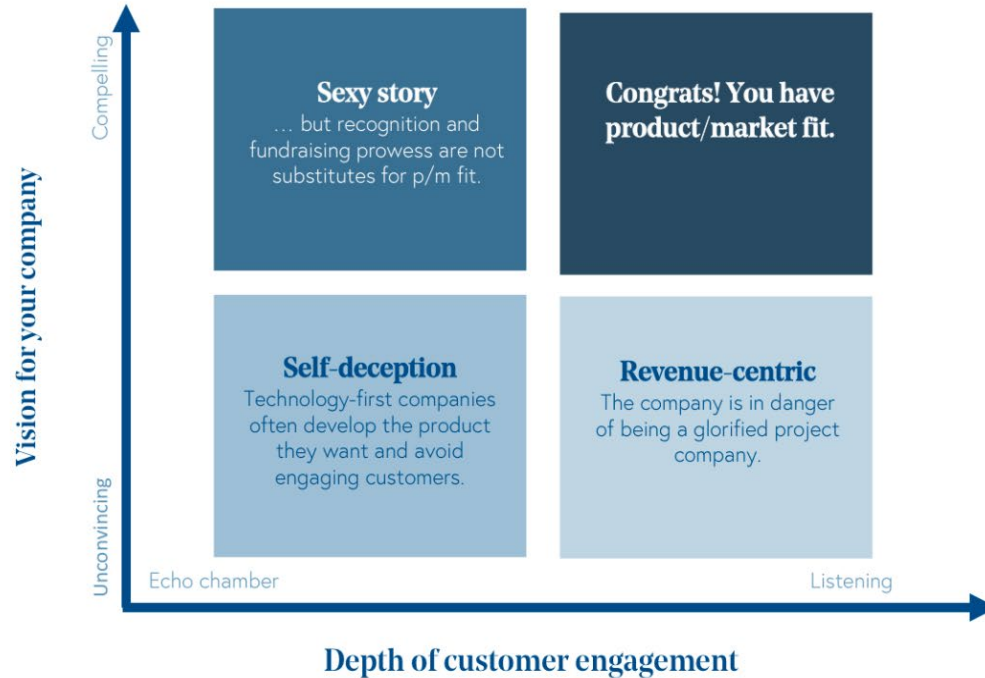 Vision for your company
Compelling
Unconvincing
Sexy story
… but recognition and
fundraising prowess are not
substitutes for p/m fit.
Congrats! You have
product/market fit.
Self-deception
Technology-first companies
often develop the product
they want and avoid
engaging customers.
Revenue-centric
The company is in danger
of being a glorified project
company.
Echo chamber
Listening
Depth of customer engagement